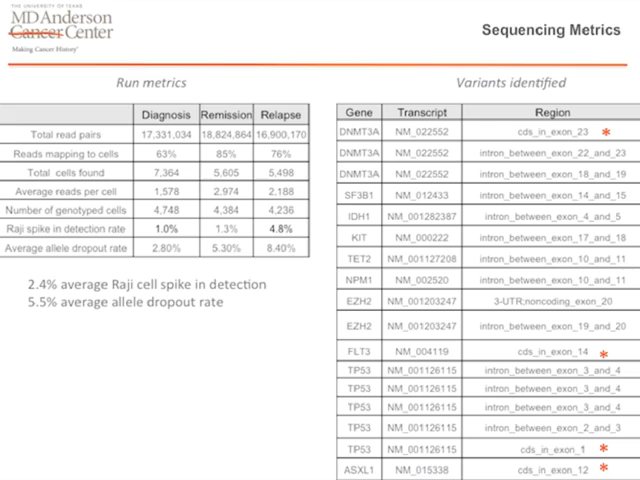 THE UNIVERSITY OF TEXAS
MD Anderson
Cancer Center
Making Cancer History®
Sequencing Metrics
Run metrics
Diagnosis Remission Relapse
Total read pairs 17,331,034 18,824,864 16,900,170
Reads mapping to cells 63% 85% 76%
Total cells found 7,364 5,605 5,498
Average reads per cell 1,578 2,974 2,188
Number of genotyped cells 4,748 4,384 4,236
Raji spike in detection rate 1.0% 1.3% 4.8%
Average allele dropout rate 2.80% 5.30% 8.40%
2.4% average Raji cell spike in detection
5.5% average allele dropout rate
Variants identified
Gene Transcript Region
DNMT3A NM_022552 cds_in_exon_23 *
DNMT3A NM_022552 intron_between_exon_22_and_23
DNMT3A NM_022552 intron_between_exon_18_and_19
SF3B1 NM_012433 intron_between_exon_14_and_15
IDH1 NM_001282387 intron_between_exon_4_and_5
KIT NM_000222 intron_between_exon_17_and_18
TET2 NM_001127208 intron_between_exon_10_and_11
NPM1 NM_002520 intron_between_exon_10_and_11
EZH2 NM_001203247 3-UTR;noncoding_exon_20
EZH2 NM_001203247 intron_between_exon_19_and_20
FLT3 NM_004119 cds_in_exon_14 *
TP53 NM_001126115 intron_between_exon_3_and_4
TP53 NM_001126115 intron_between_exon_3_and_4
TP53 NM_001126115 intron_between_exon_3_and_4
TP53 NM_001126115 intron_between_exon_2_and_3
TP53 NM_001126115 cds_in_exon_1 *
ASXL1 NM_015338 cds_in_exon_12 *